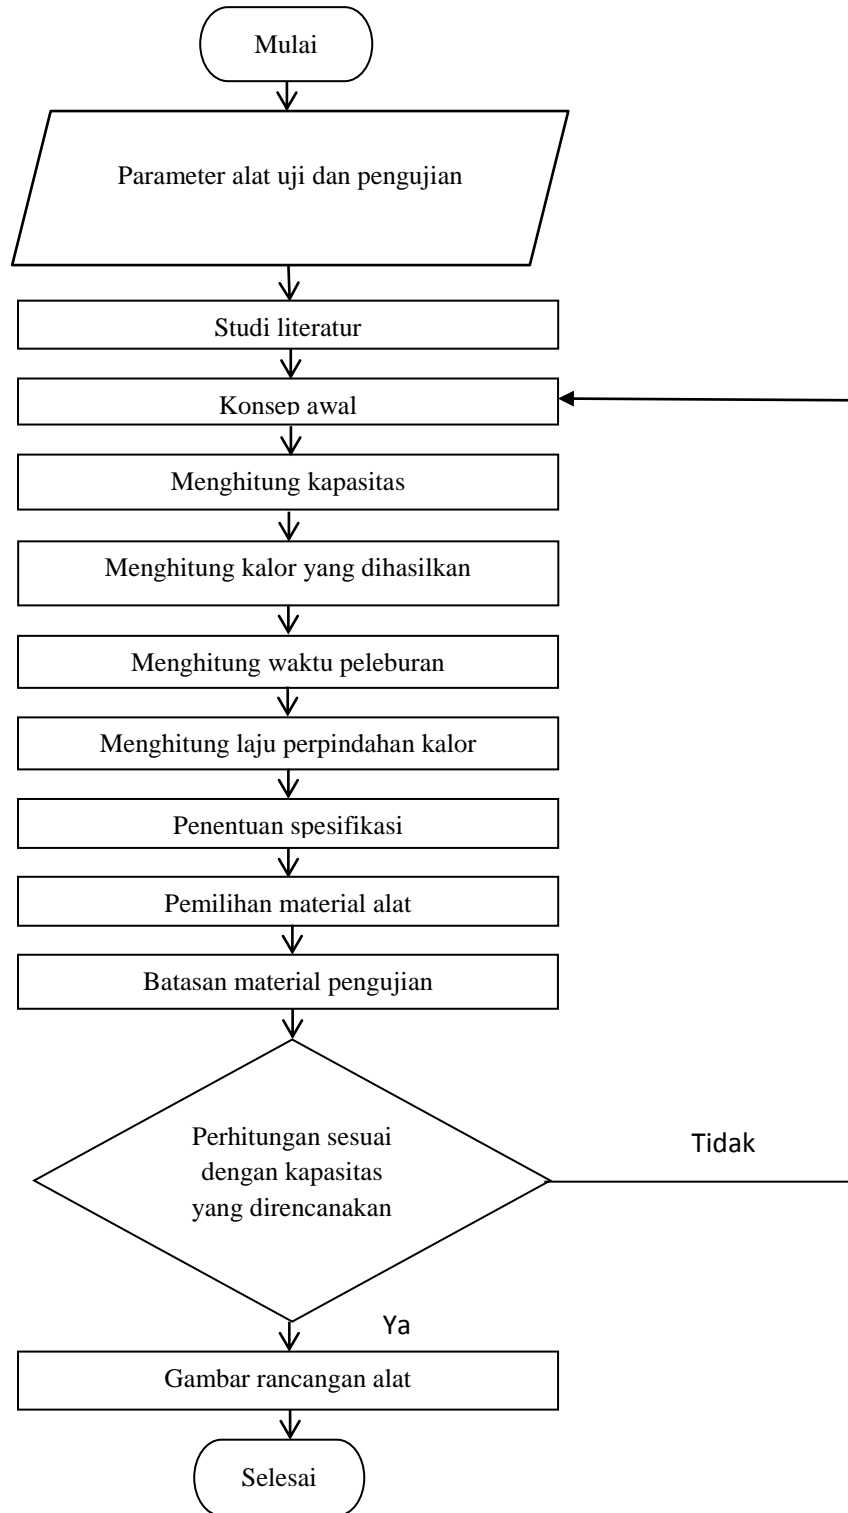 Mulai
Parameter alat uji dan pengujian
Studi literatur
Konsep awal
Menghitung kapasitas
Menghitung kalor yang dihasilkan
Menghitung waktu peleburan
Menghitung laju perpindahan kalor
Penentuan spesifikasi
Pemilihan material alat
Batasan material pengujian
Perhitungan sesuai
dengan kapasitas
yang direncanakan
Tidak
Ya
Gambar rancangan alat
Selesai